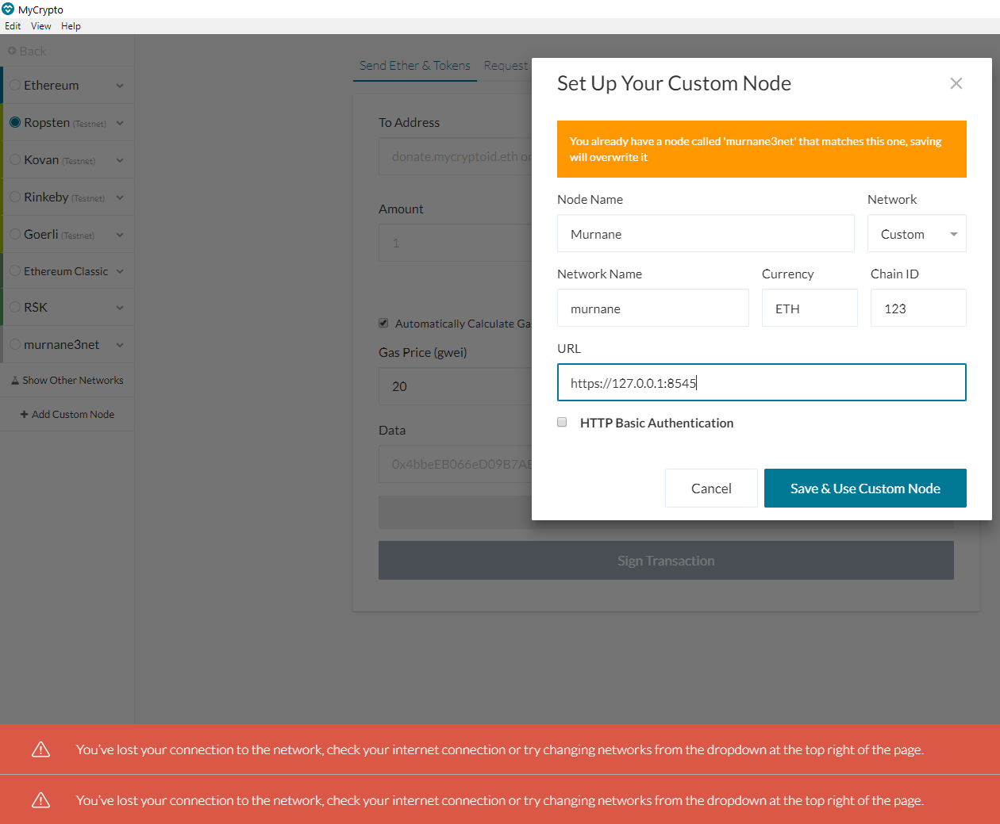 MyCrypto
Edit View Help
Back
Ethereum
Ropsten (Testnet)
Kovan (Testnet)
Rinkeby (Testnet)
Goerli (Testnet)
Ethereum Classic
RSK
murnane3net
Show Other Networks
Add Custom Node
Send Ether & Tokens Request
To Address
donate.mycryptoid.eth or
Amount
1
Automatically Calculate
Gas Price (gwei)
20
Data
Sign Transaction
Set Up Your Custom Node
You already have a node called 'murnane3net' that matches this one, saving
will overwrite it
Node Name Network
Murnane Custom
Network Name Currency Chain ID
murnane ETH 123
URL
https://127.0.0.1:8545
HTTP Basic Authentication
Cancel Save & Use Custom Node
You've lost your connection to the network, check your internet connection or try changing networks from the dropdown at the top right of the page.
You've lost your connection to the network, check your internet connection or try changing networks from the dropdown at the top right of the page.